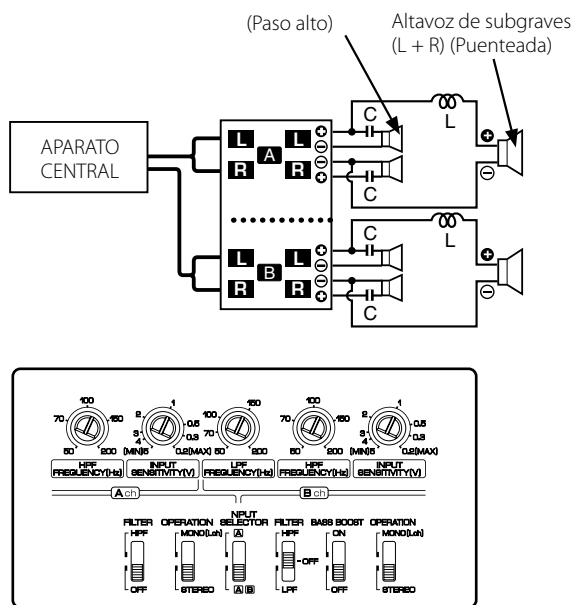 (Paso alto)
Altavoz de subgraves
(L + R) (Puenteada)
APARATO
CENTRAL
L L
A
R R
C
C
L
L L
B
R R
C
C
L
100
70 150
50 200
HPF
FREQUENCY(Hz)
1
2 0.5
3 0.3
4
(MIN)5 0.2(MAX)
INPUT
SENSITIVITY(V)
150
100
70
50 200
LPF
FREQUENCY(Hz)
100
70 150
50 200
HPF
FREQUENCY(Hz)
1
2 0.5
3 0.3
4
(MIN)5 0.2(MAX)
INPUT
SENSITIVITY(V)
A ch B ch
FILTER
HPF
OFF
OPERATION
MONO(Lch)
STEREO
INPUT
SELECTOR
A
A B
FILTER
HPF
OFF
LPF
BASS BOOST
ON
OFF
OPERATION
MONO(Lch)
STEREO